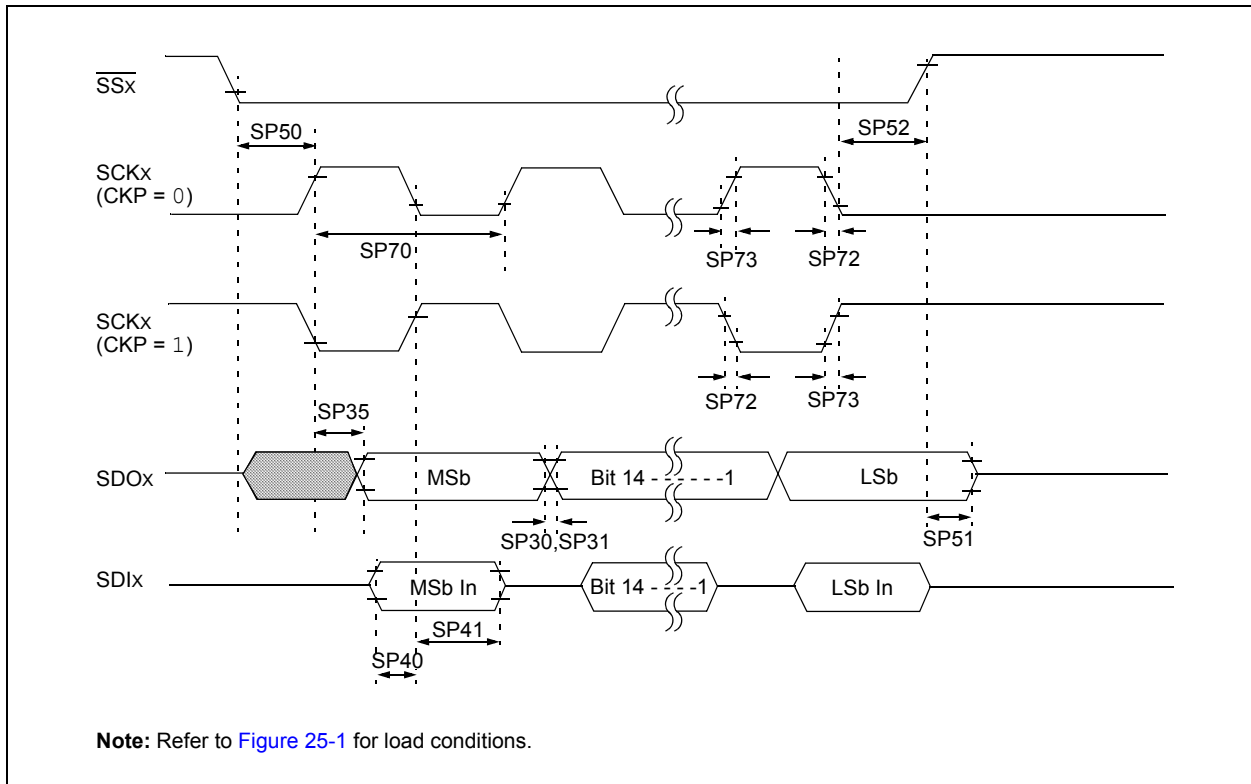 SSx
SP50
SP52
SCKx
(CKP = 0)
SP70
SP73
SP72
SCKx
(CKP = 1)
SP72
SP73
SP35
SDOx
MSb
Bit 14 - - - - - -1
LSb
SP30,SP31
SP51
SDIx
MSb In
Bit 14 - - - -1
LSb In
SP41
SP40
Note: Refer to Figure 25-1 for load conditions.